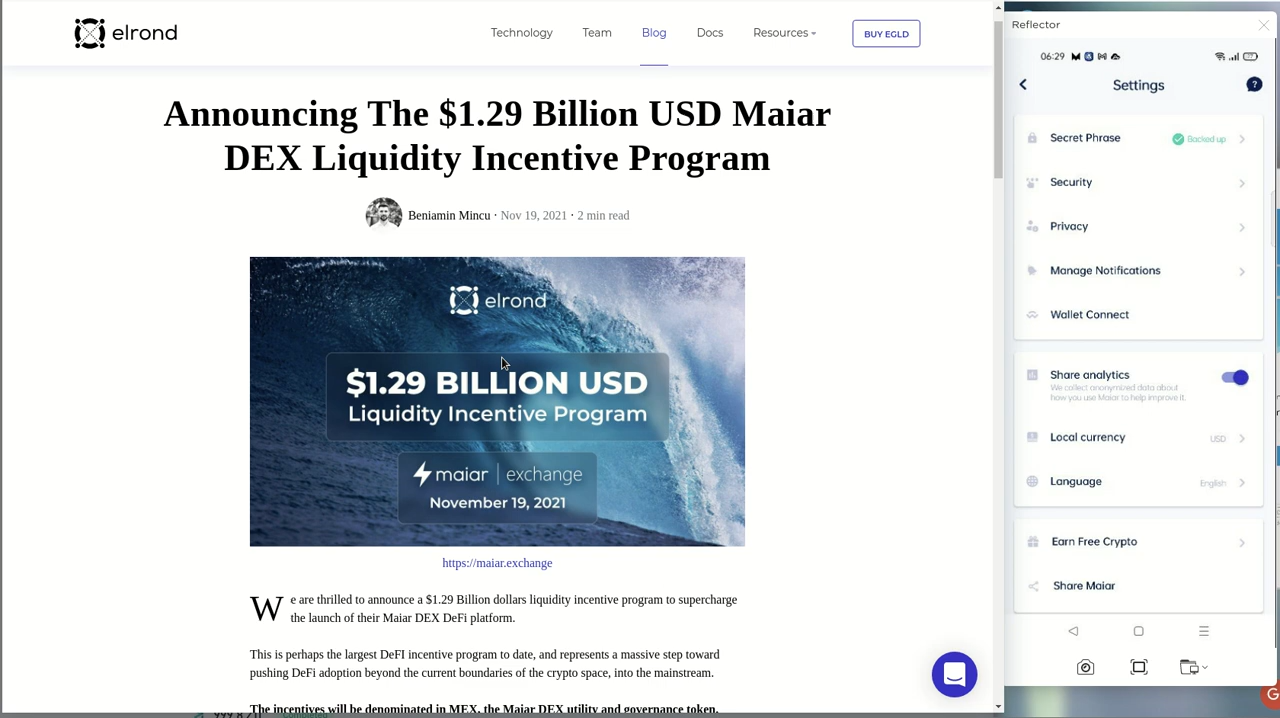 elrond
Technology
Team
Blog
Docs
Resources
BUY EGLD
Announcing The $1.29 Billion USD Maiar
DEX Liquidity Incentive Program
Beniamin Mincu · Nov 19, 2021 · 2 min read
elrond
$1.29 BILLION USD
Liquidity Incentive Program
maiar | exchange
November 19, 2021
https://maiar.exchange
We are thrilled to announce a $1.29 Billion dollars liquidity incentive program to supercharge
the launch of their Maiar DEX DeFi platform.
This is perhaps the largest DeFI incentive program to date, and represents a massive step toward
pushing DeFi adoption beyond the current boundaries of the crypto space, into the mainstream.
The incentives will be denominated in MEX, the Maiar DEX utility and governance token.
Reflector
06:29
Settings
?
Secret Phrase
Backed up
Security
Privacy
Manage Notifications
Wallet Connect
Share analytics
We collect anonymized data about
how you use Maiar to help improve it.
Local currency
USD
Language
English
Earn Free Crypto
Share Maiar